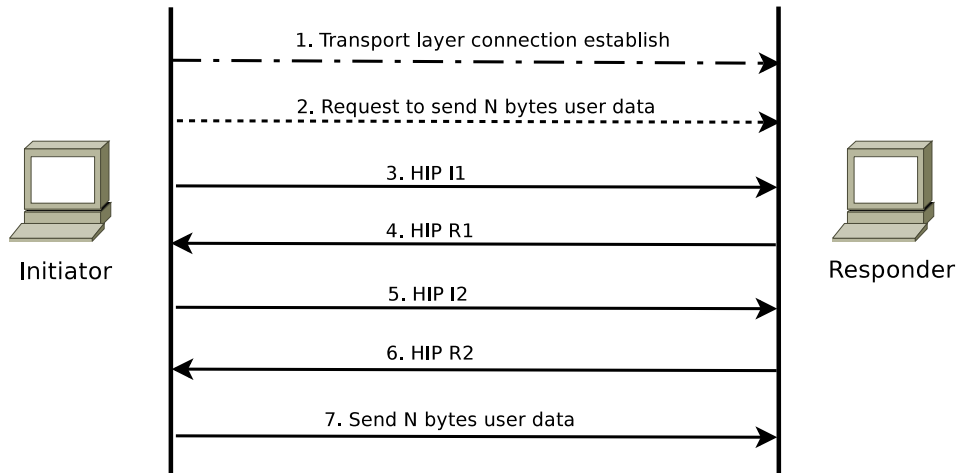 1. Transport layer connection establish
2. Request to send N bytes user data
3. HIP I1
4. HIP R1
Initiator
Responder
5. HIP I2
6. HIP R2
7. Send N bytes user data